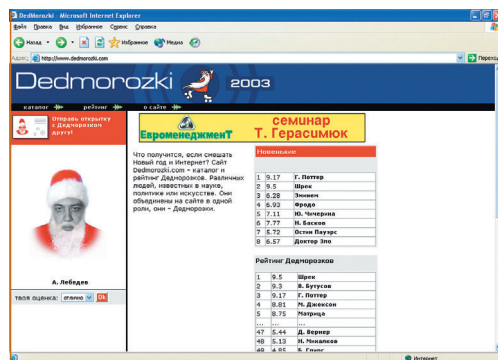 DedMorozki - Microsoft Internet Explorer
Файл Правка Вид Избранное Сервис Справка
Назад Избранное Медиа
Адрес: http://www.dedmorozki.com Переход
Dedmorozki 2003
каталог рейтинг о сайте
Отправь открытку
с Дедморозком
другу!
А. Лебедев
твоя оценка: отлично Ok
Евроменеджмент
семинар
Т. Герасимюк
Что получится, если смешать
Новый год и Интернет? Сайт
Dedmorozki.com - каталог и
рейтинг Дедморозков. Различных
людей, известных в науке,
политике или искусстве. Они
объединены на сайте в одной
роли, они - Дедморозки.
Новенькие
1 9.17 Г. Поттер
2 9.5 Шрек
3 6.28 Эминем
4 6.93 Фродо
5 7.11 Ю. Чичерина
6 7.77 Н. Басков
7 5.72 Остин Пауэрс
8 6.57 Доктор Зло
Рейтинг Дедморозков
1 9.5 Шрек
2 9.3 В. Бутусов
3 9.17 Г. Поттер
4 8.81 М. Джексон
5 8.75 Матрица
... ... ...
47 5.44 Д. Вернер
48 5.13 Н. Михалков
49 4.85 Б. Гребенщиков
Интернет